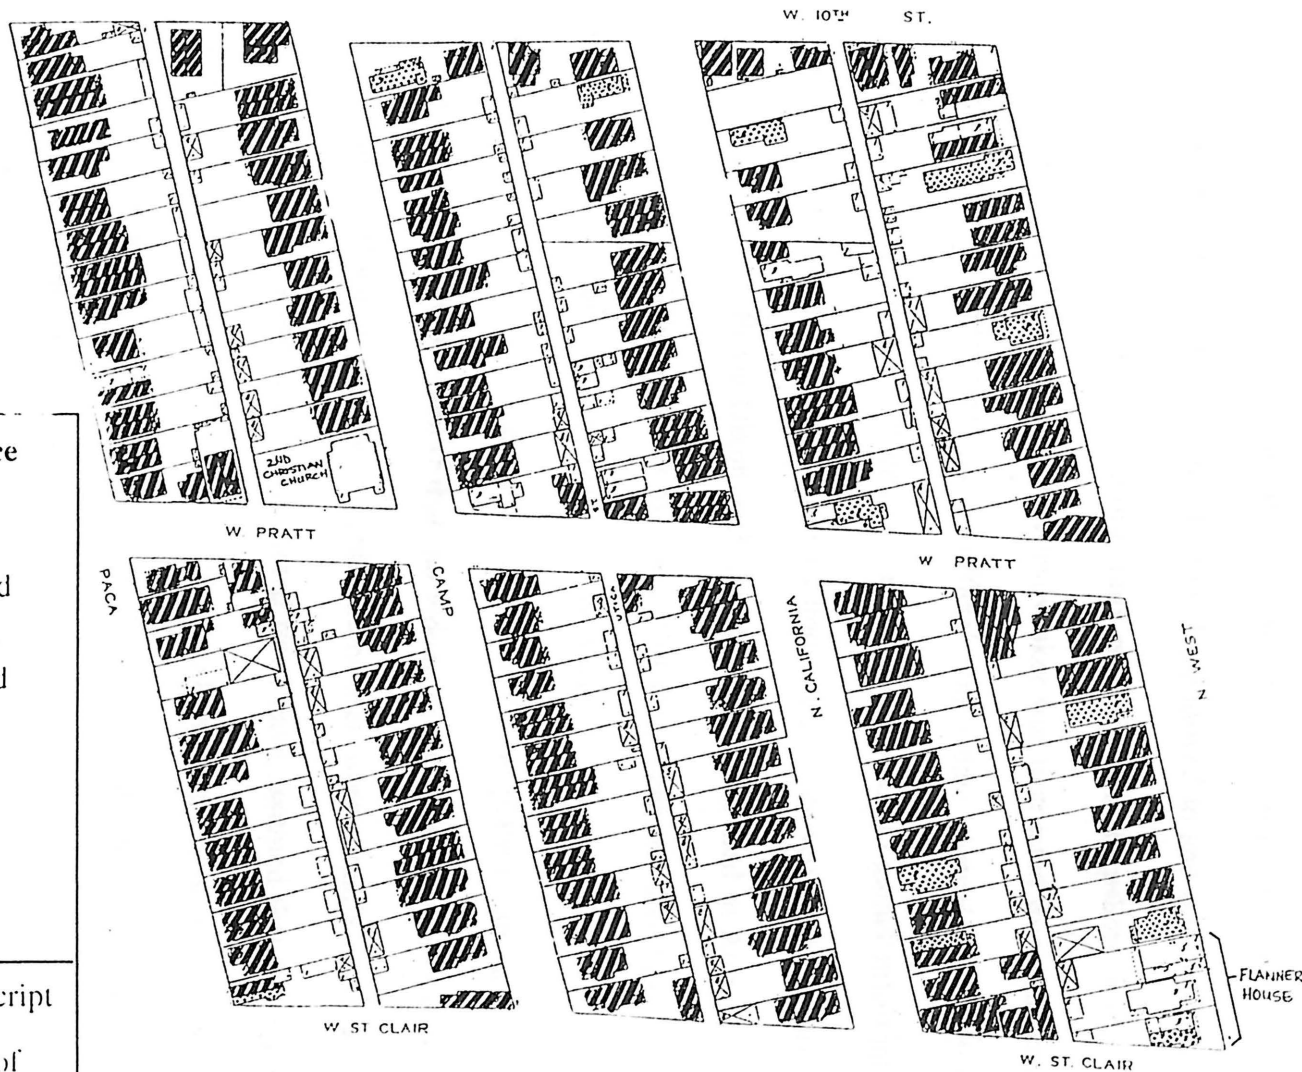 W. 10TH ST.
2ND
CHRISTIAN
CHURCH
W. PRATT
W PRATT
PACA
CAMP
N. CALIFORNIA
N WEST
FLANNER
HOUSE
W ST CLAIR
W. ST. CLAIR